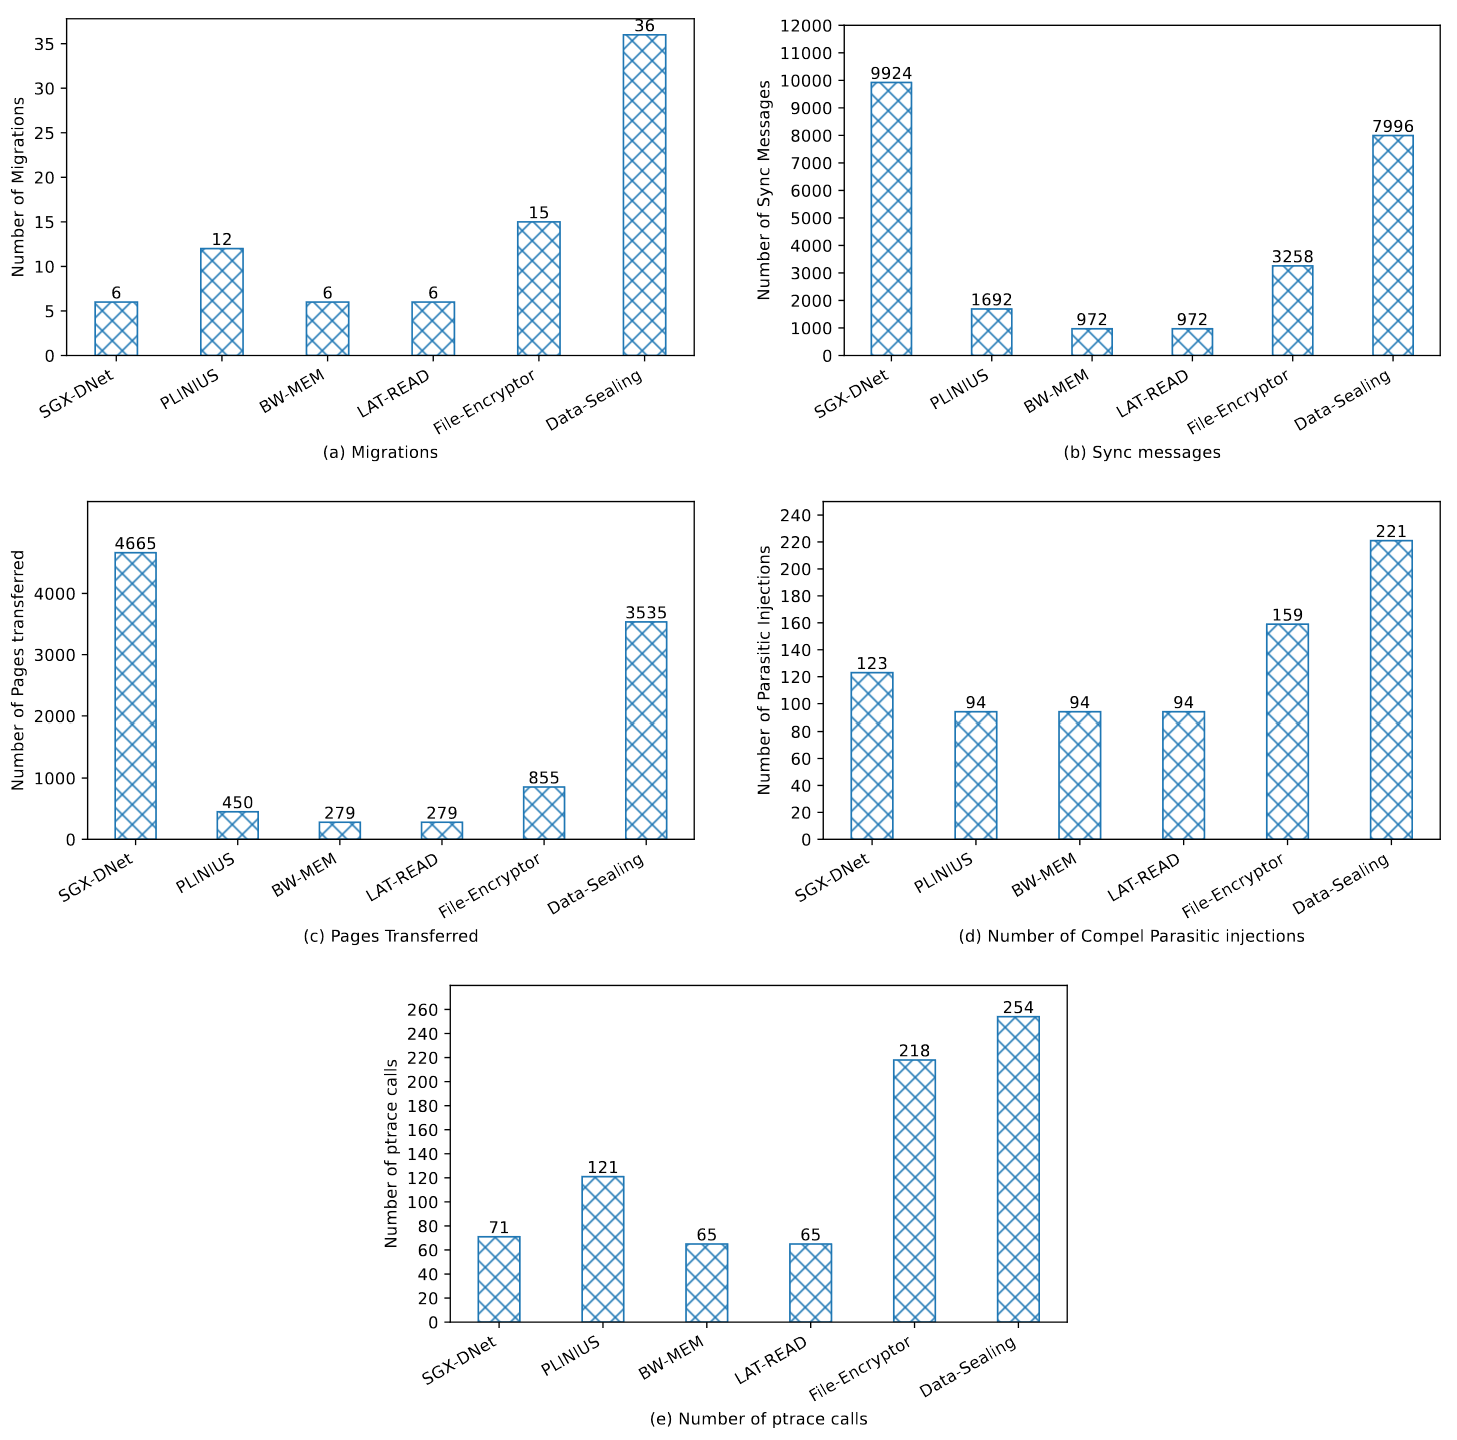 Number of Migrations
35
30
25
20
15
10
5
0
6
12
6
6
15
36
SGX-DNet
PLINIUS
BW-MEM
LAT-READ
File-Encryptor
Data-Sealing
(a) Migrations
Number of Sync Messages
12000
11000
10000
9000
8000
7000
6000
5000
4000
3000
2000
1000
0
9924
1692
972
972
3258
7996
SGX-DNet
PLINIUS
BW-MEM
LAT-READ
File-Encryptor
Data-Sealing
(b) Sync messages
Number of Pages transferred
4000
3000
2000
1000
0
4665
450
279
279
855
3535
SGX-DNet
PLINIUS
BW-MEM
LAT-READ
File-Encryptor
Data-Sealing
(c) Pages Transferred
Number of Parasitic Injections
240
220
200
180
160
140
120
100
80
60
40
20
0
123
94
94
94
159
221
SGX-DNet
PLINIUS
BW-MEM
LAT-READ
File-Encryptor
Data-Sealing
(d) Number of Compel Parasitic injections
Number of ptrace calls
260
240
220
200
180
160
140
120
100
80
60
40
20
0
71
121
65
65
218
254
SGX-DNet
PLINIUS
BW-MEM
LAT-READ
File-Encryptor
Data-Sealing
(e) Number of ptrace calls